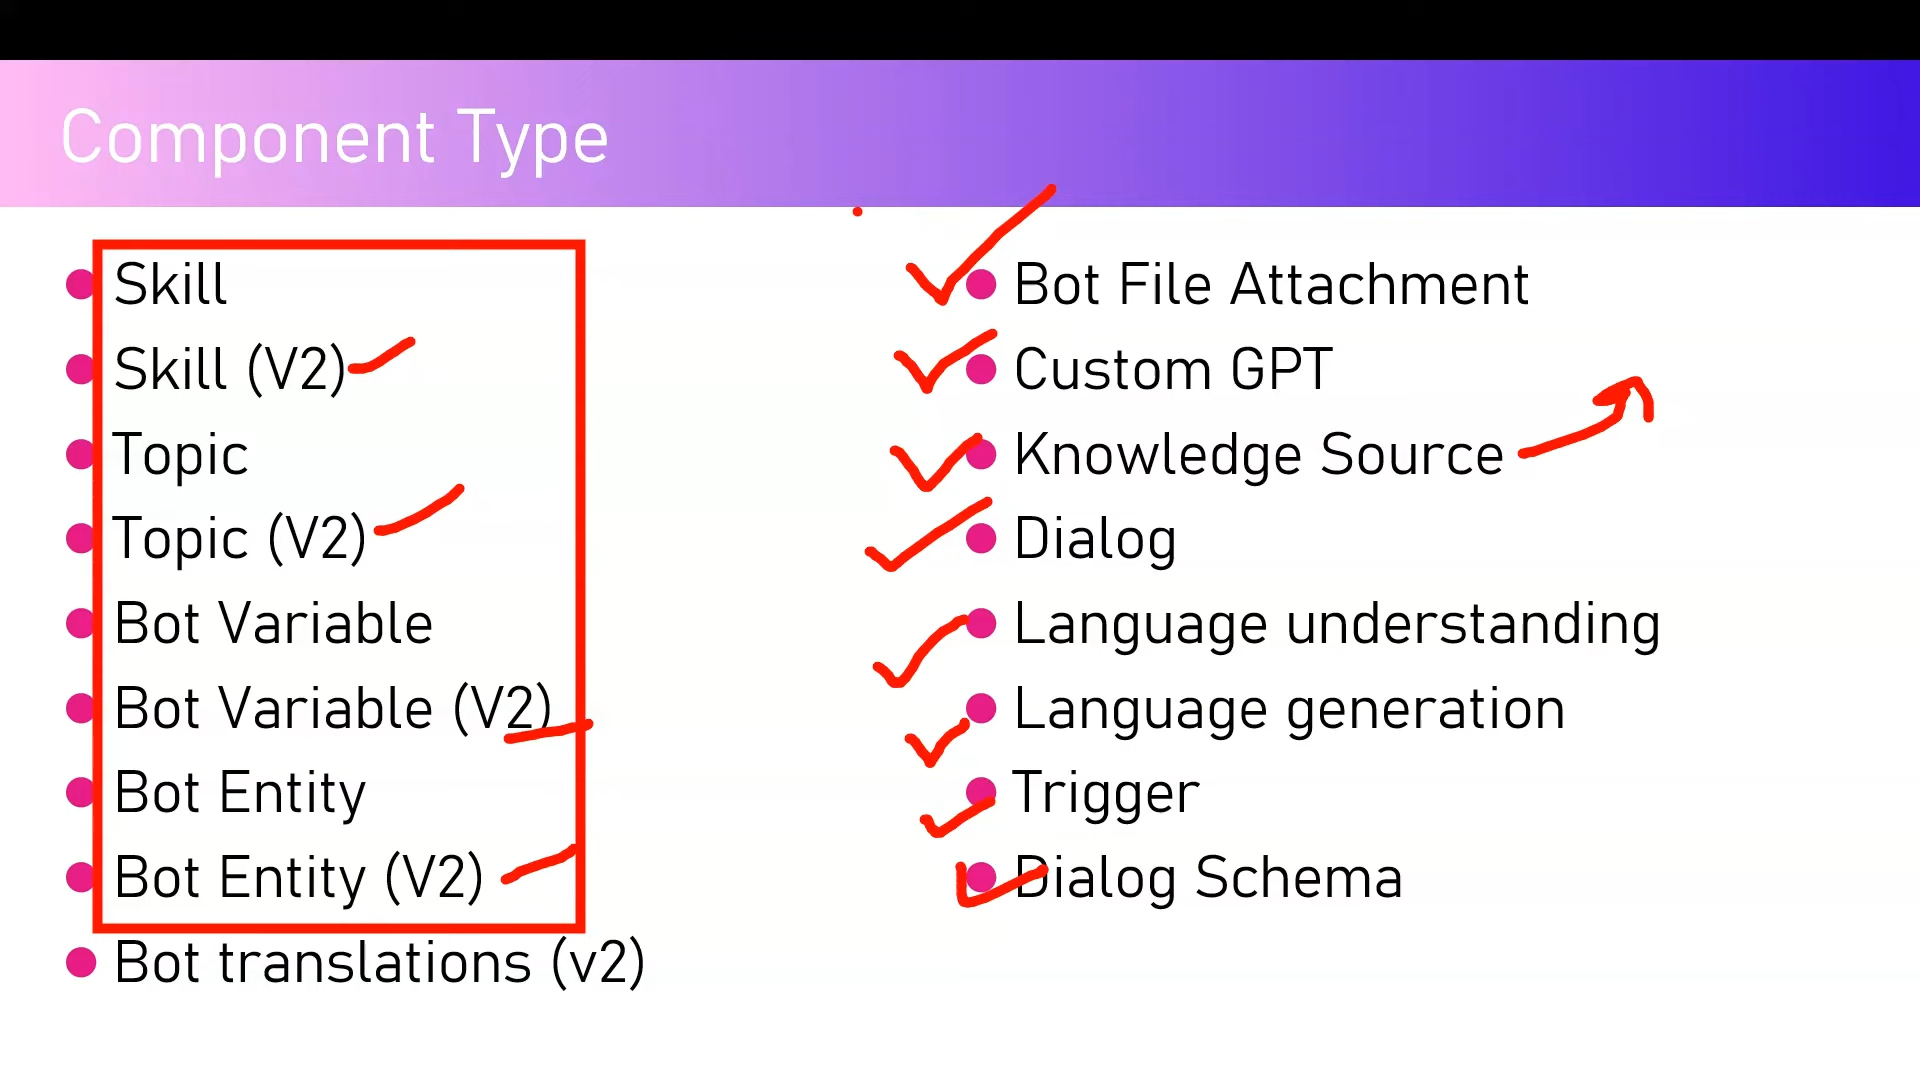 Component Type
Skill
Skill (V2)
Topic
Topic (V2)
Bot Variable
Bot Variable (V2)
Bot Entity
Bot Entity (V2)
Bot translations (v2)
Bot File Attachment
Custom GPT
Knowledge Source
Dialog
Language understanding
Language generation
Trigger
Dialog Schema